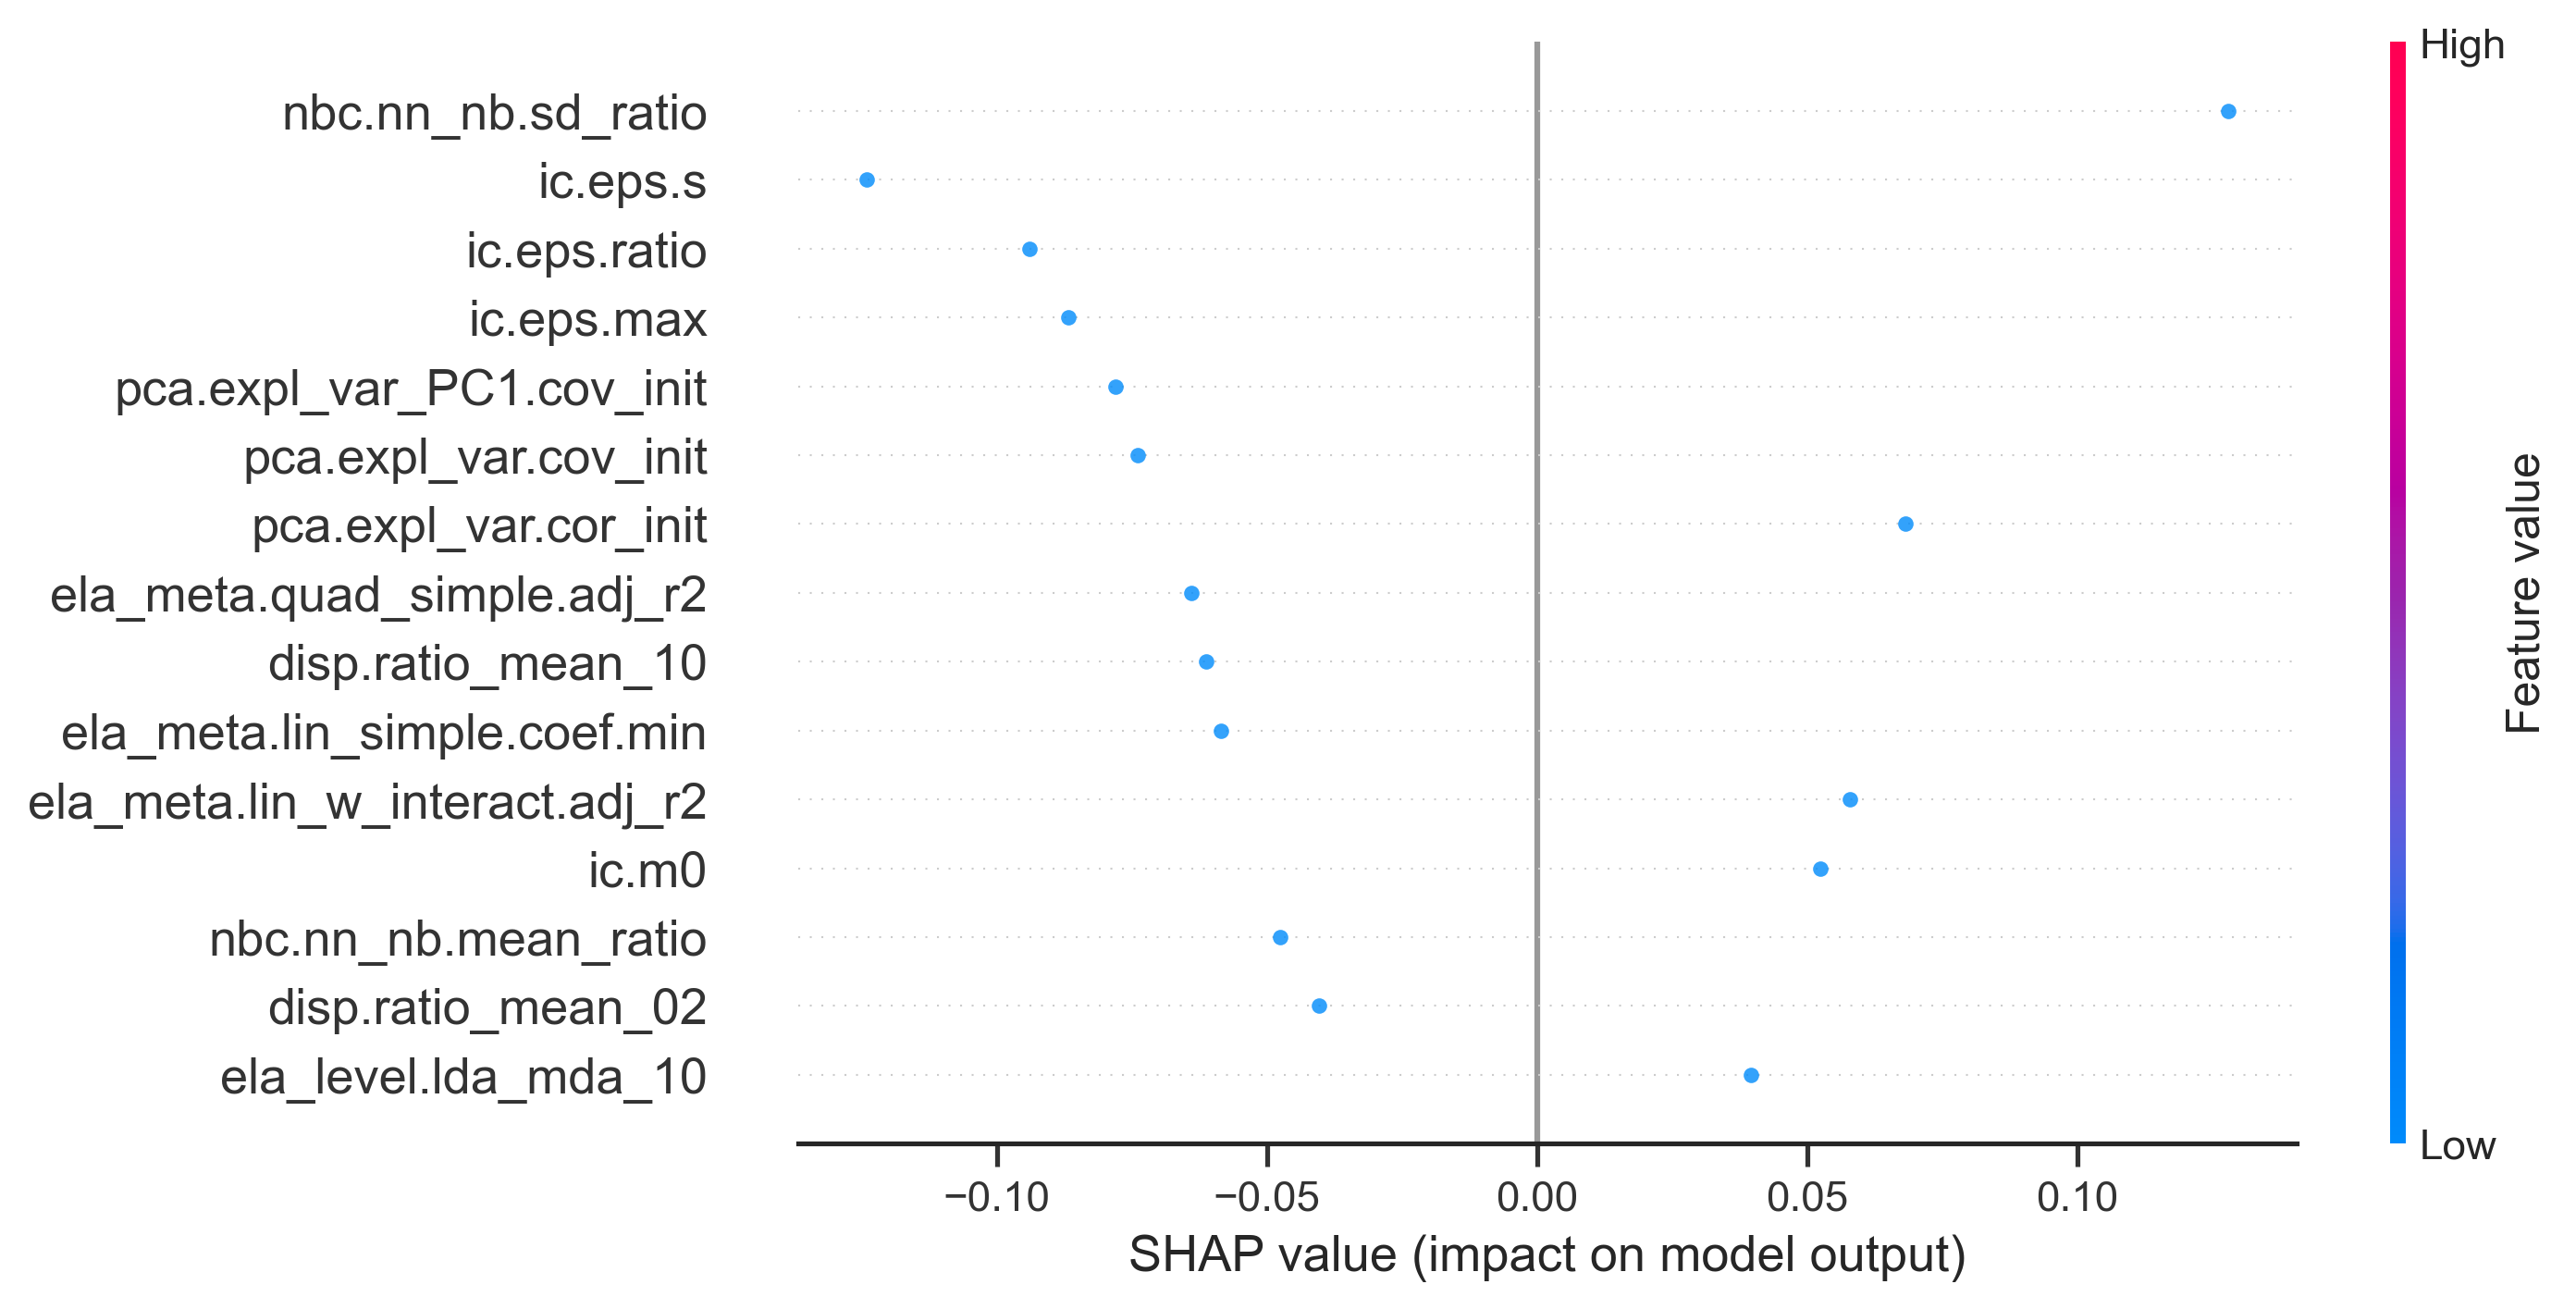 High
nbc.nn_nb.sd_ratio
ic.eps.s
ic.eps.ratio
ic.eps.max
pca.expl_var_PC1.cov_init
pca.expl_var.cov_init
pca.expl_var.cor_init
ela_meta.quad_simple.adj_r2
disp.ratio_mean_10
ela_meta.lin_simple.coef.min
ela_meta.lin_w_interact.adj_r2
ic.m0
nbc.nn_nb.mean_ratio
disp.ratio_mean_02
ela_level.lda_mda_10
Feature value
Low
−0.10 −0.05 0.00 0.05 0.10
SHAP value (impact on model output)